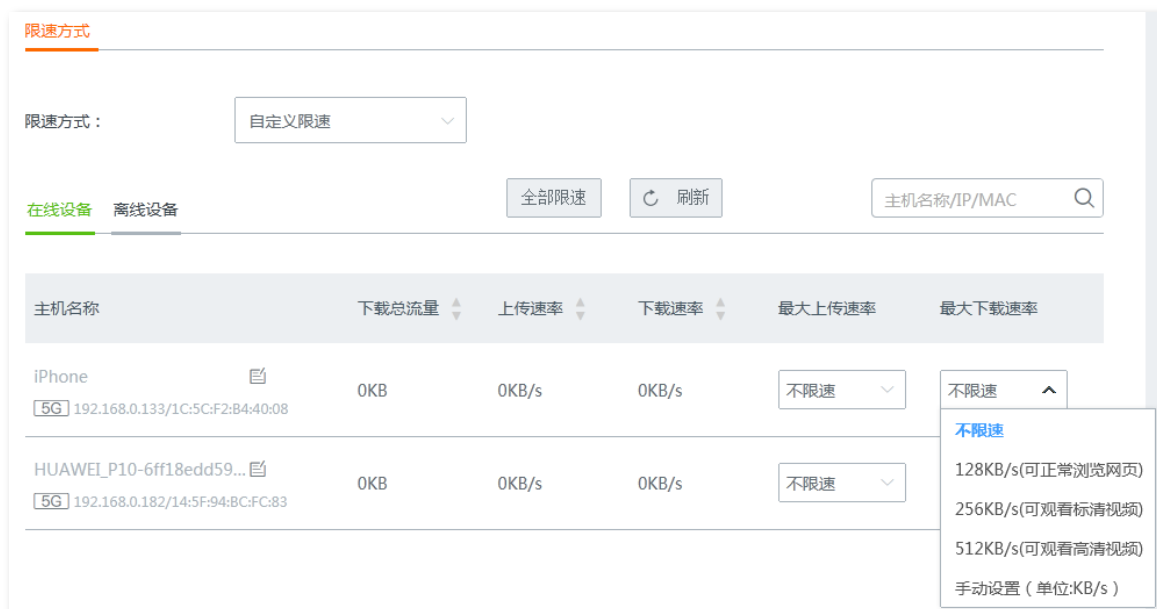 限速方式
限速方式：
自定义限速
全部限速
刷新
主机名称/IP/MAC
在线设备
离线设备
主机名称
下载总流量
上传速率
下载速率
最大上传速率
最大下载速率
iPhone
5G 192.168.0.133/1C:5C:F2:B4:40:08
0KB
0KB/s
0KB/s
不限速
不限速
HUAWEI_P10-6ff18edd59...
5G 192.168.0.182/14:5F:94:BC:FC:83
0KB
0KB/s
0KB/s
不限速
不限速
128KB/s(可正常浏览网页)
256KB/s(可观看标清视频)
512KB/s(可观看高清视频)
手动设置（单位:KB/s）